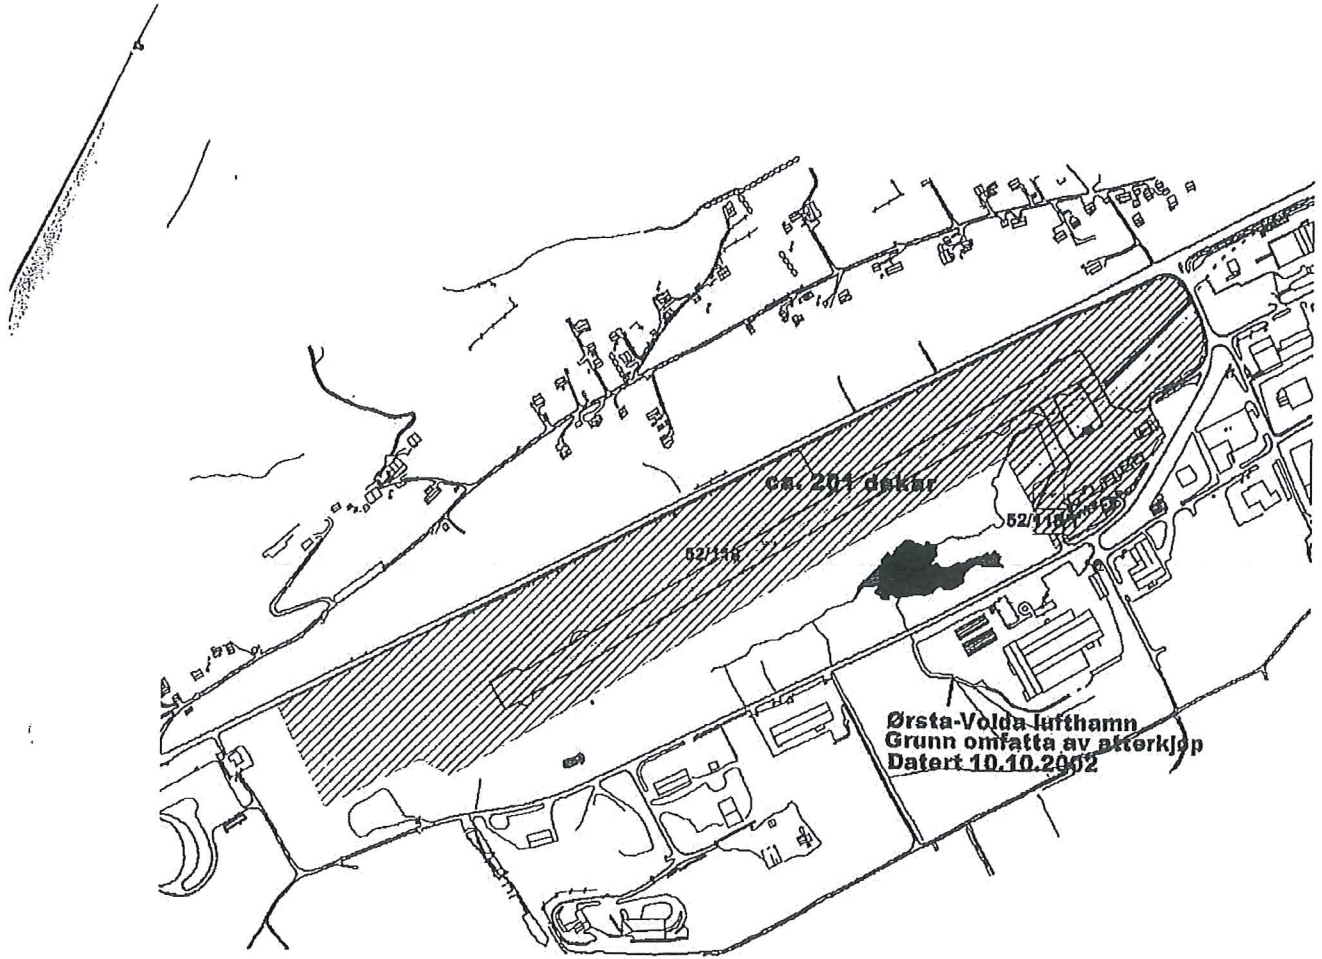 ca. 201 dekar
52/118
52/118/1
Ørsta-Volda lufthamn
Grunn omfatta av atterkjøp
Datert 10.10.2002